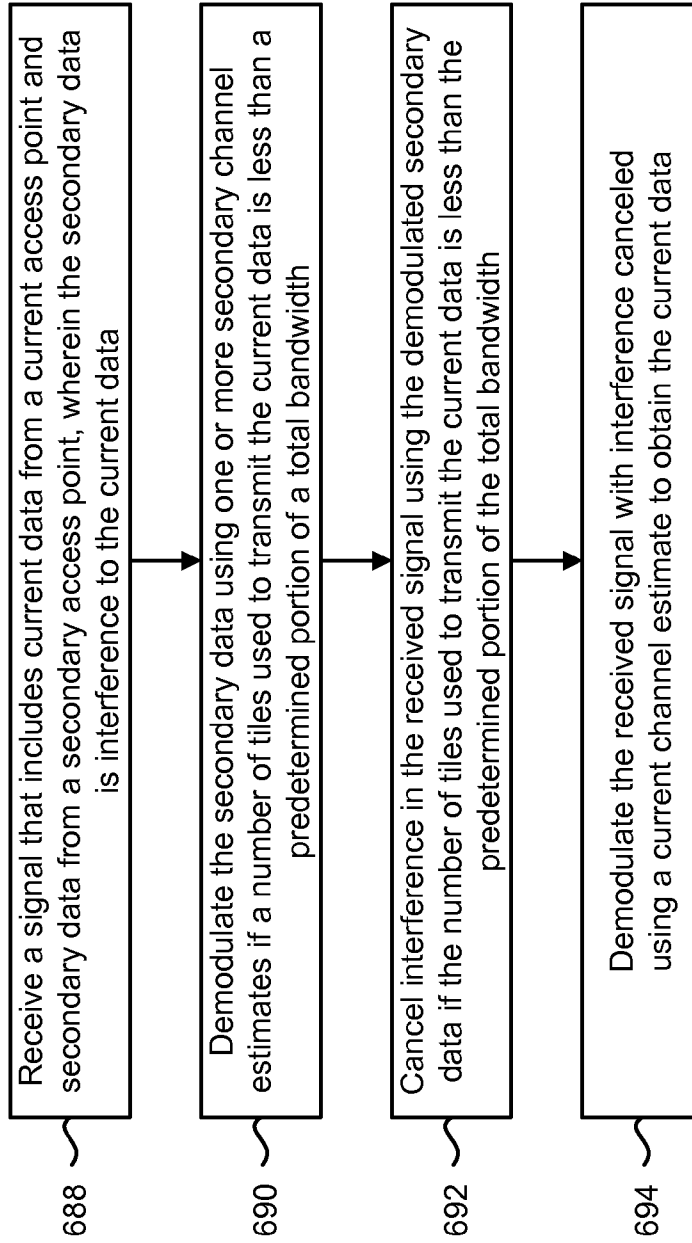 688
Receive a signal that includes current data from a current access point and
secondary data from a secondary access point, wherein the secondary data
is interference to the current data
690
Demodulate the secondary data using one or more secondary channel
estimates if a number of tiles used to transmit the current data is less than a
predetermined portion of a total bandwidth
692
Cancel interference in the received signal using the demodulated secondary
data if the number of tiles used to transmit the current data is less than the
predetermined portion of the total bandwidth
694
Demodulate the received signal with interference canceled
using a current channel estimate to obtain the current data